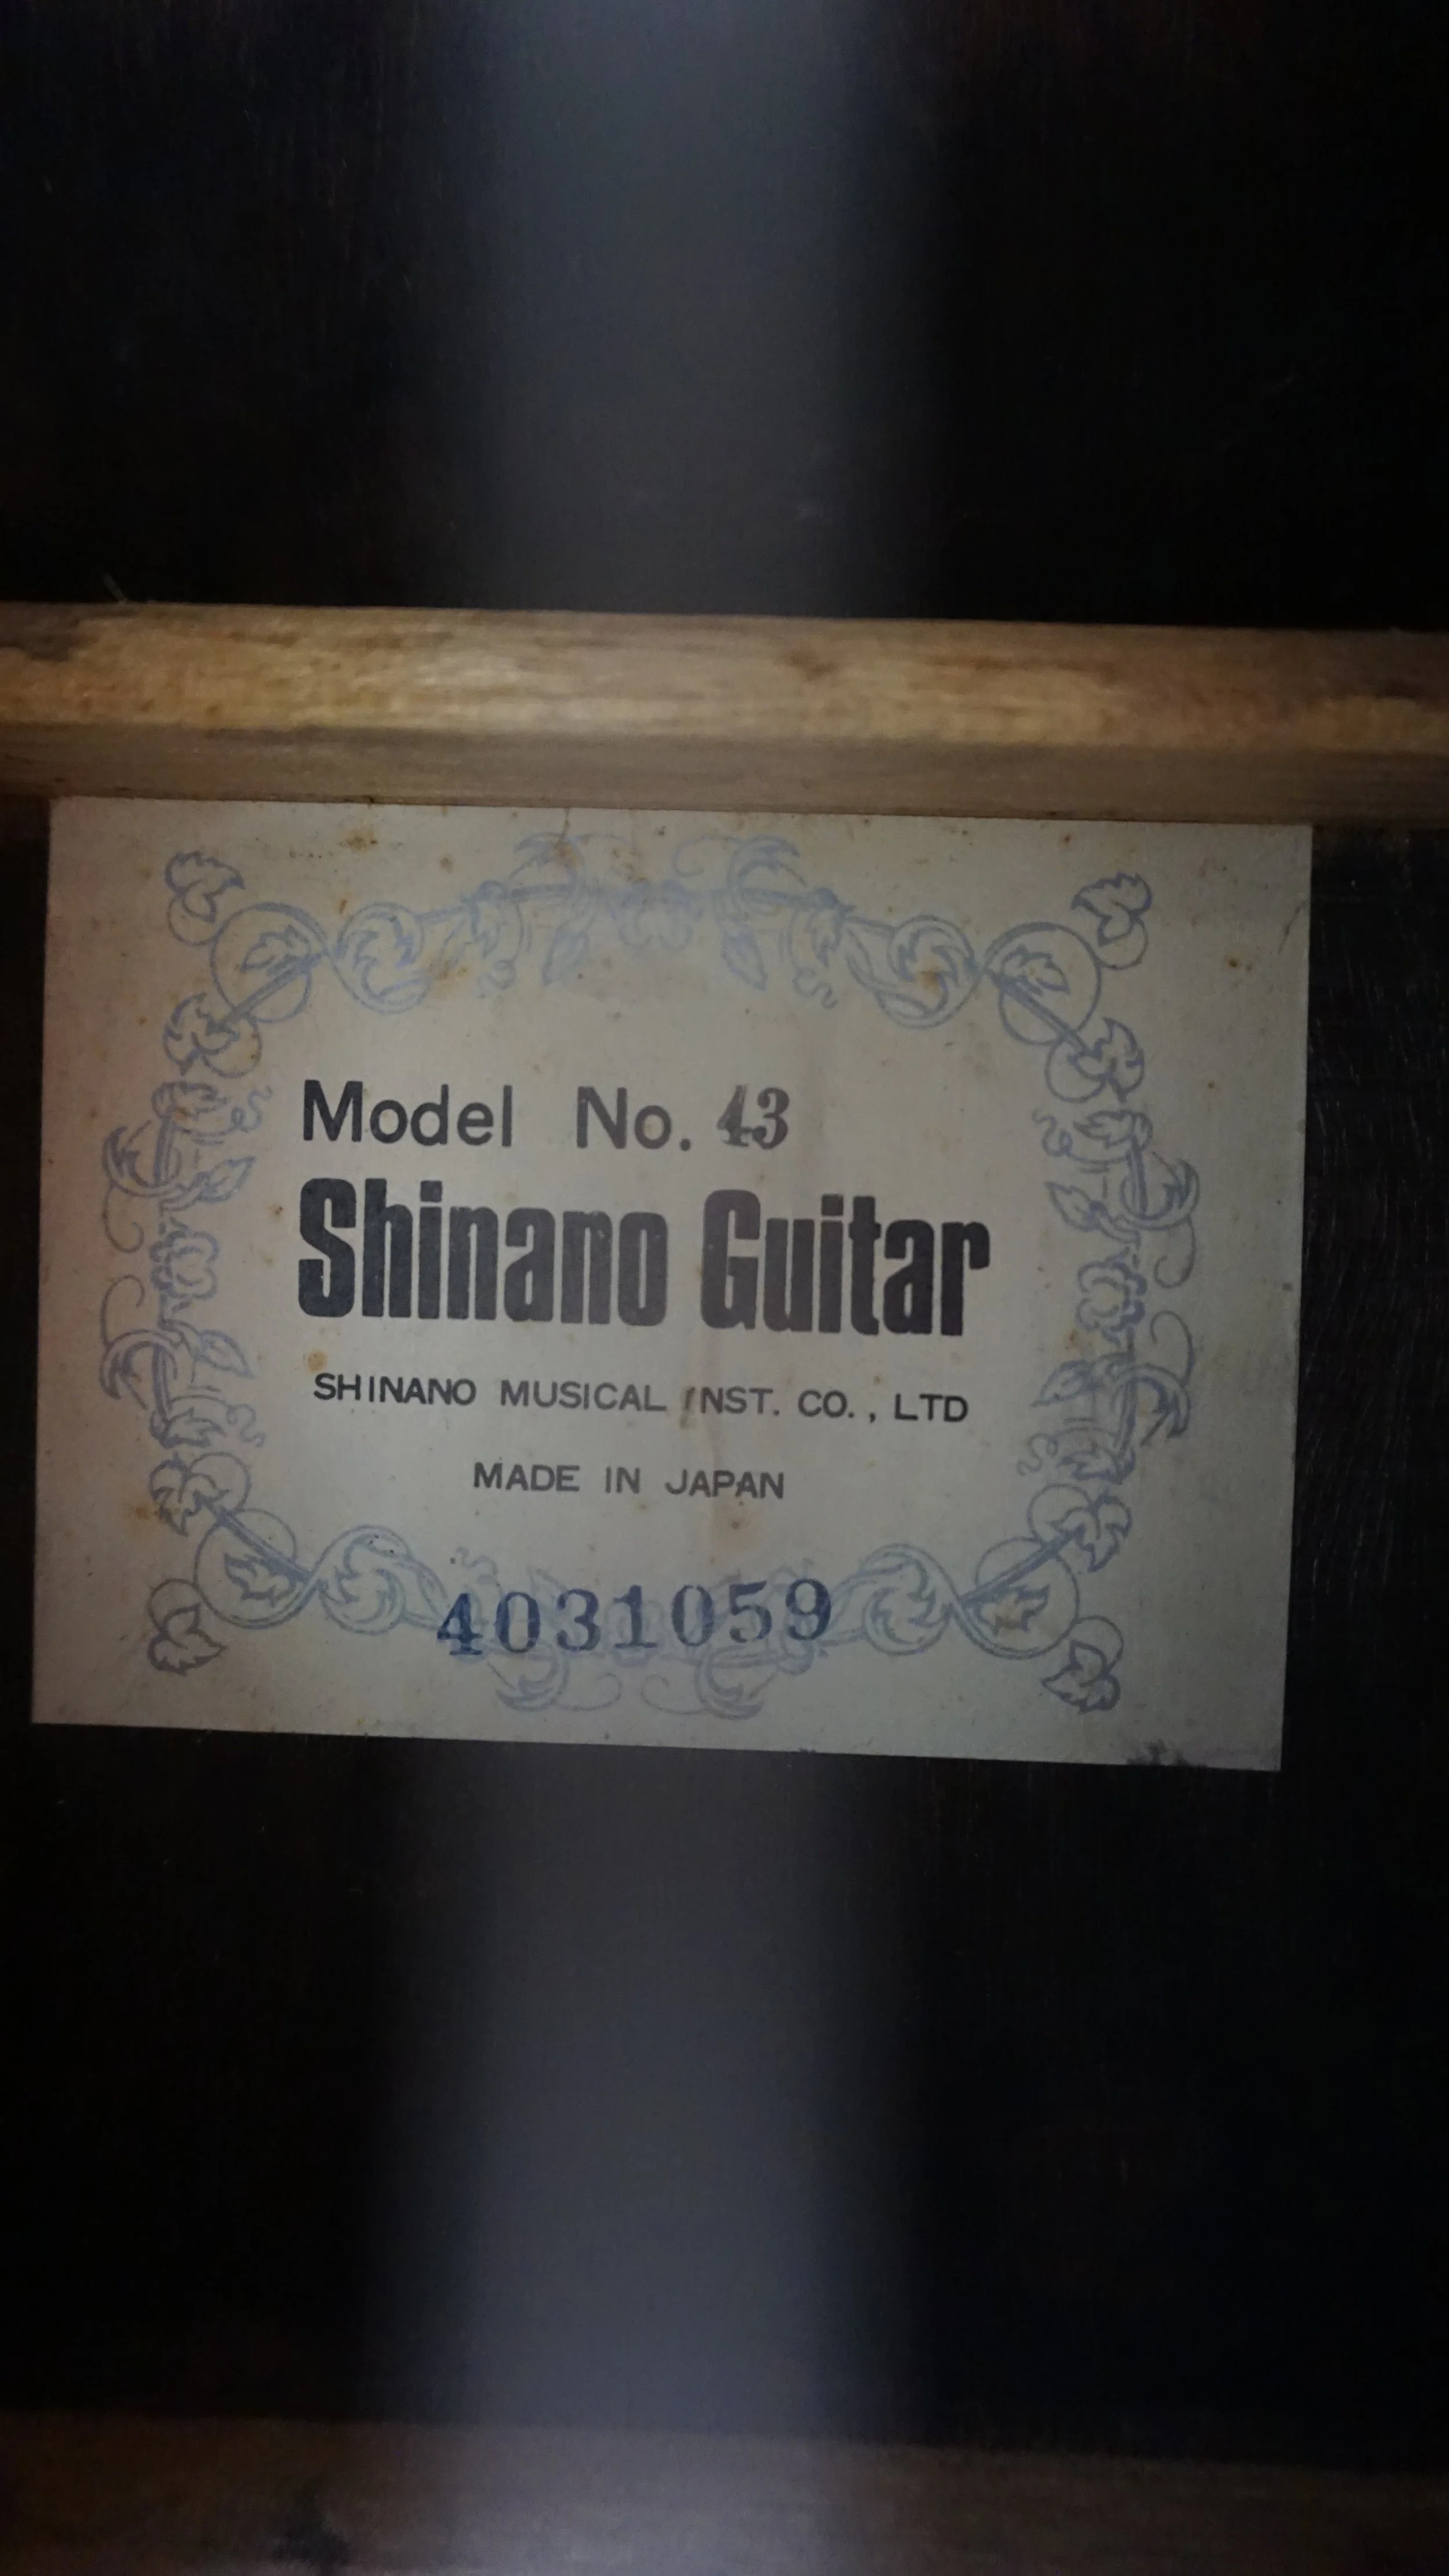 Model No. 43
Shinano Guitar
SHINANO MUSICAL INST. CO., LTD
MADE IN JAPAN
4031059